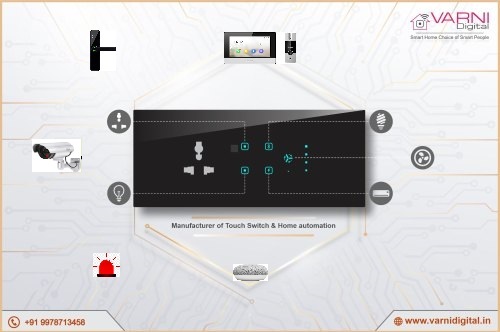 VARNI
Digital
Smart Home Choice of Smart People
Manufacturer of Touch Switch & Home automation
+91 9978713458
www.varnidigital.in